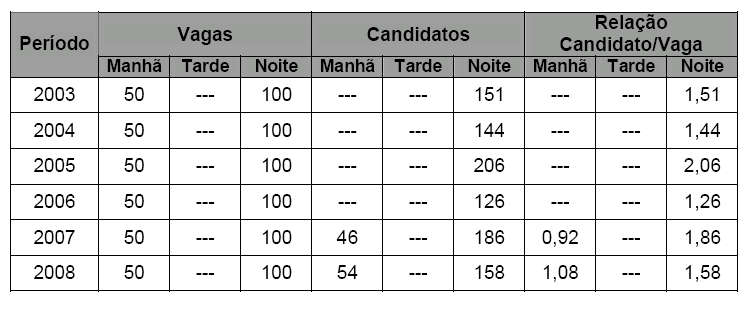 Período Vagas Candidatos Relação Candidato/Vaga
Manhã Tarde Noite Manhã Tarde Noite Manhã Tarde Noite
2003 50 --- 100 --- --- 151 --- --- 1,51
2004 50 --- 100 --- --- 144 --- --- 1,44
2005 50 --- 100 --- --- 206 --- --- 2,06
2006 50 --- 100 --- --- 126 --- --- 1,26
2007 50 --- 100 46 --- 186 0,92 --- 1,86
2008 50 --- 100 54 --- 158 1,08 --- 1,58